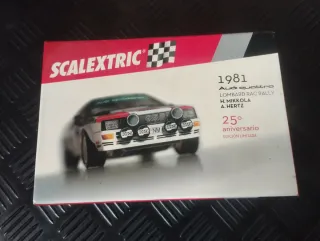 SCALEXTRIC
1981
Audi quattro
LOMBARD RAC RALLY
H. MIKKOLA
A. HERTZ
25º
aniversario